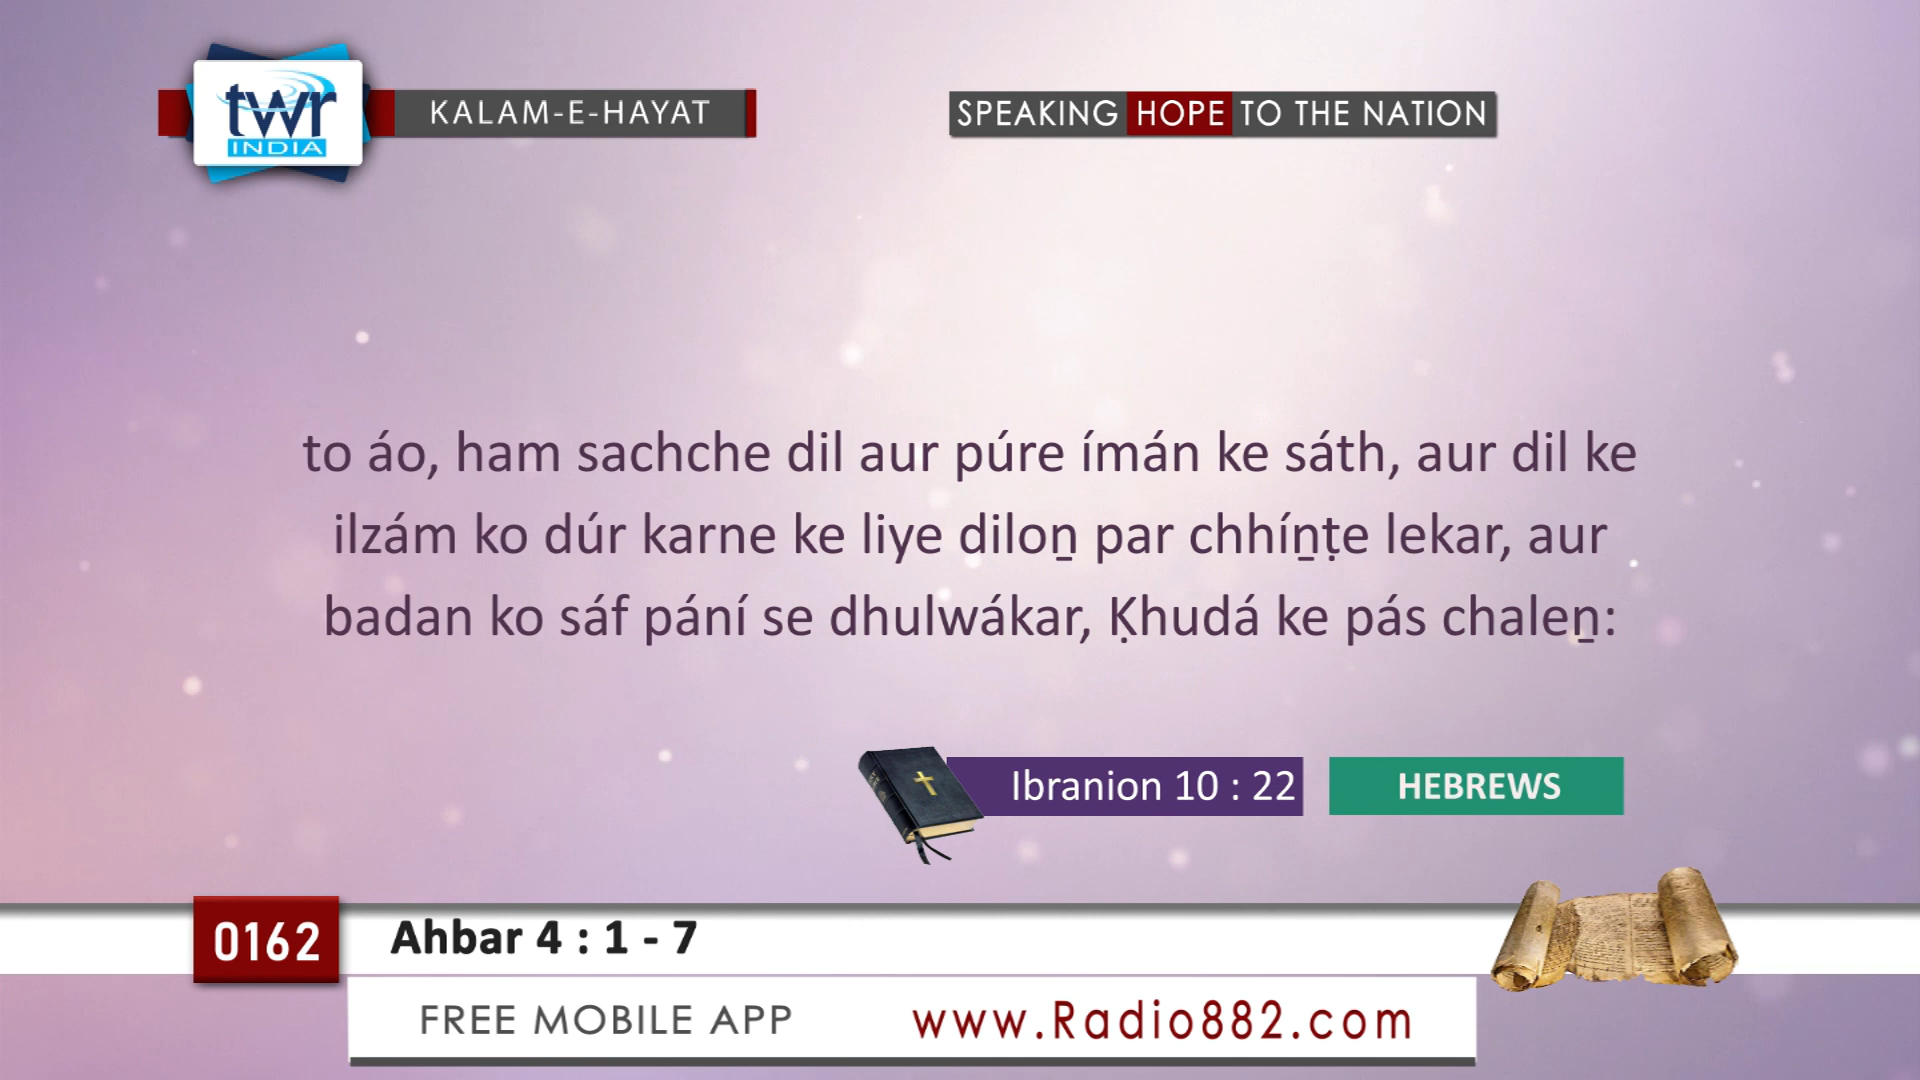 twr
INDIA
KALAM-E-HAYAT
SPEAKING HOPE TO THE NATION
to áo, ham sachche dil aur púre ímán ke sáth, aur dil ke
ilzám ko dúr karne ke liye diloṉ par chhíṉṭe lekar, aur
badan ko sáf pání se dhulwákar, Ḳhudá ke pás chaleṉ:
Ibranion 10 : 22
HEBREWS
0162
Ahbar 4 : 1 - 7
FREE MOBILE APP
www.Radio882.com